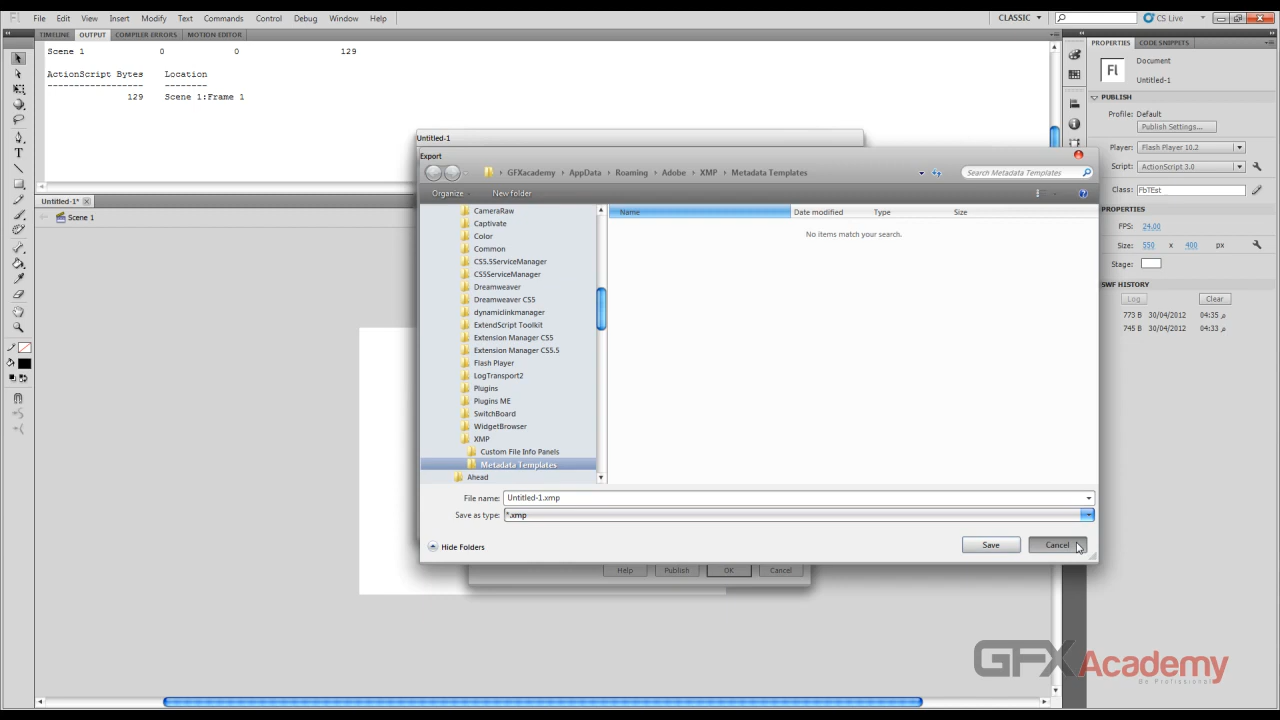 Fl File Edit View Insert Modify Text Commands Control Debug Window Help CLASSIC CS Live
TIMELINE OUTPUT COMPILER ERRORS MOTION EDITOR
Scene 1 0 0 129
ActionScript Bytes Location
------------------ --------
129 Scene 1:Frame 1
Untitled-1* 
Scene 1
Untitled-1
Export
GFXacademy AppData Roaming Adobe XMP Metadata Templates Search Metadata Templates
Organize New folder
Name Date modified Type Size
No items match your search.
CameraRaw
Captivate
Color
Common
CS5.5ServiceManager
CS5ServiceManager
Dreamweaver
Dreamweaver CS5
dynamiclinkmanager
ExtendScript Toolkit
Extension Manager CS5
Extension Manager CS5.5
Flash Player
LogTransport2
Plugins
Plugins ME
SwitchBoard
WidgetBrowser
XMP
Custom File Info Panels
Metadata Templates
Ahead
File name: Untitled-1.xmp
Save as type: *.xmp
Hide Folders Save Cancel
Help Publish OK Cancel
PROPERTIES CODE SNIPPETS
Fl Document
Untitled-1
PUBLISH
Profile: Default
Publish Settings...
Player: Flash Player 10.2
Script: ActionScript 3.0
Class: FbTEst
PROPERTIES
FPS: 24.00
Size: 550 x 400 px
Stage:
SWF HISTORY
Log Clear
773 B 30/04/2012 04:35 م
745 B 30/04/2012 04:33 م
GFXAcademy
Be Professional